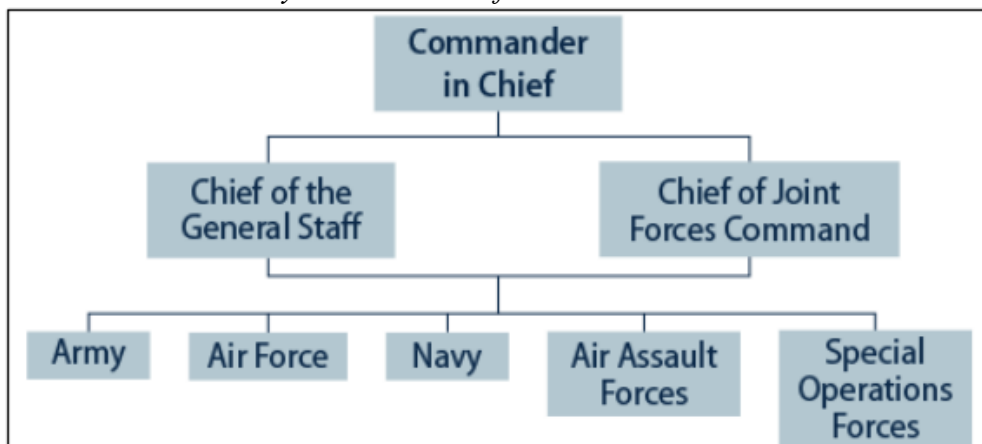 Commander
in Chief
Chief of the
General Staff
Chief of Joint
Forces Command
Army
Air Force
Navy
Air Assault
Forces
Special
Operations
Forces